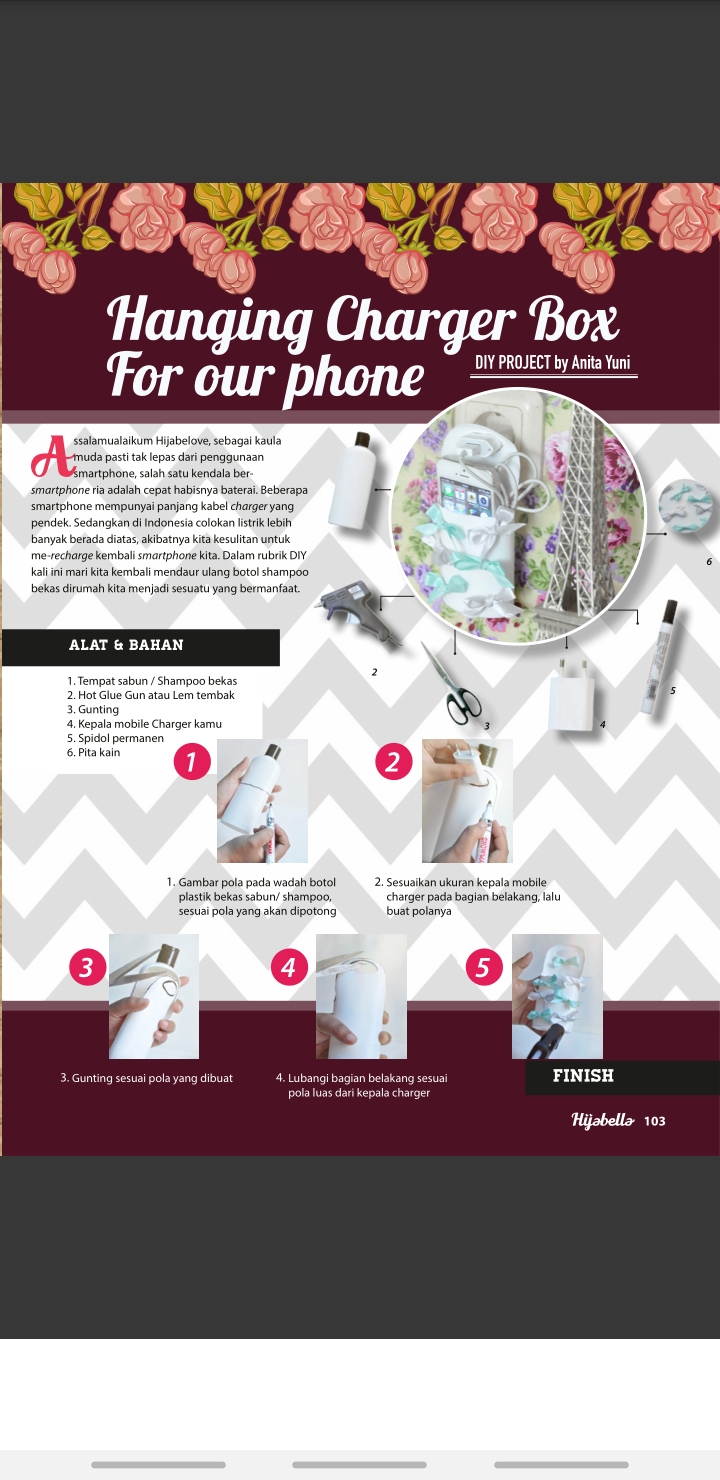 Hanging Charger Box
For our phone
DIY PROJECT by Anita Yuni
Assalamualaikum Hijabelove, sebagai kaula
muda pasti tak lepas dari penggunaan
smartphone, salah satu kendala ber-
smartphone ria adalah cepat habisnya baterai. Beberapa
smartphone mempunyai panjang kabel charger yang
pendek. Sedangkan di Indonesia colokan listrik lebih
banyak berada diatas, akibatnya kita kesulitan untuk
me-recharge kembali smartphone kita. Dalam rubrik DIY
kali ini mari kita kembali mendaur ulang botol shampoo
bekas dirumah kita menjadi sesuatu yang bermanfaat.
6
2
3
4
5
ALAT & BAHAN
1. Tempat sabun / Shampoo bekas
2. Hot Glue Gun atau Lem tembak
3. Gunting
4. Kepala mobile Charger kamu
5. Spidol permanen
6. Pita kain
1
2
1. Gambar pola pada wadah botol
plastik bekas sabun/ shampoo,
sesuai pola yang akan dipotong
2. Sesuaikan ukuran kepala mobile
charger pada bagian belakang, lalu
buat polanya
3
4
5
3. Gunting sesuai pola yang dibuat
4. Lubangi bagian belakang sesuai
pola luas dari kepala charger
FINISH
Hijabella 103